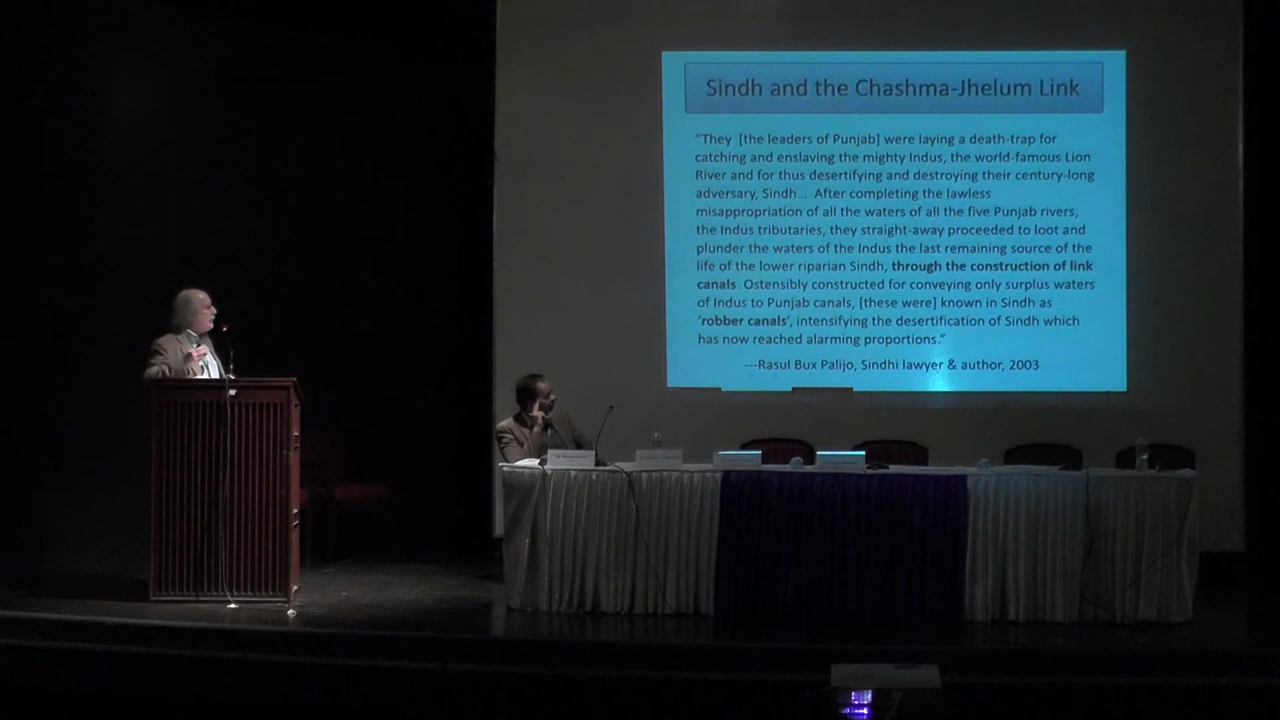 Sindh and the Chashma-Jhelum Link
“They [the leaders of Punjab] were laying a death-trap for
catching and enslaving the mighty Indus, the world-famous Lion
River and for thus desertifying and destroying their century-long
adversary, Sindh... After completing the lawless
misappropriation of all the waters of all the five Punjab rivers,
the Indus tributaries, they straight-away proceeded to loot and
plunder the waters of the Indus the last remaining source of the
life of the lower riparian Sindh, through the construction of link
canals. Ostensibly constructed for conveying only surplus waters
of Indus to Punjab canals, [these were] known in Sindh as
‘robber canals’, intensifying the desertification of Sindh which
has now reached alarming proportions.”
---Rasul Bux Palijo, Sindhi lawyer & author, 2003